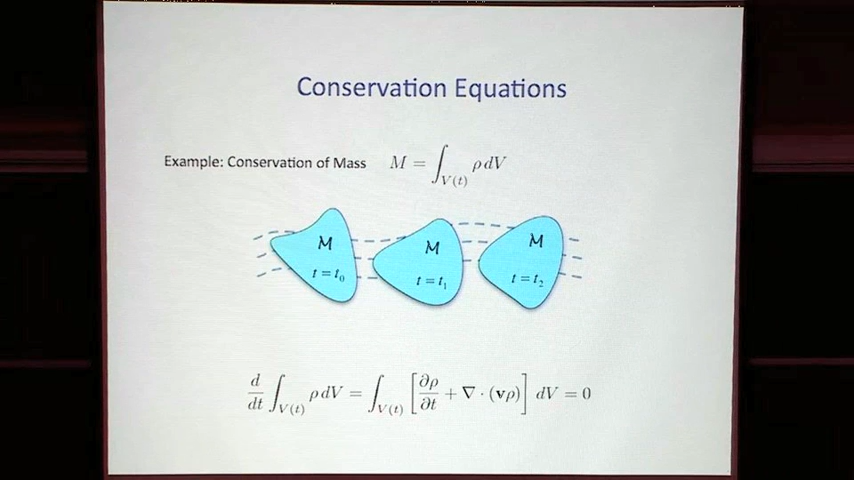 Conservation Equations
Example: Conservation of Mass M = ∫_{V(t)} ρ dV
M M M
t = t₀ t = t₁ t = t₂
d/dt ∫_{V(t)} ρ dV = ∫_{V(t)} [∂ρ/∂t + ∇ · (vρ)] dV = 0